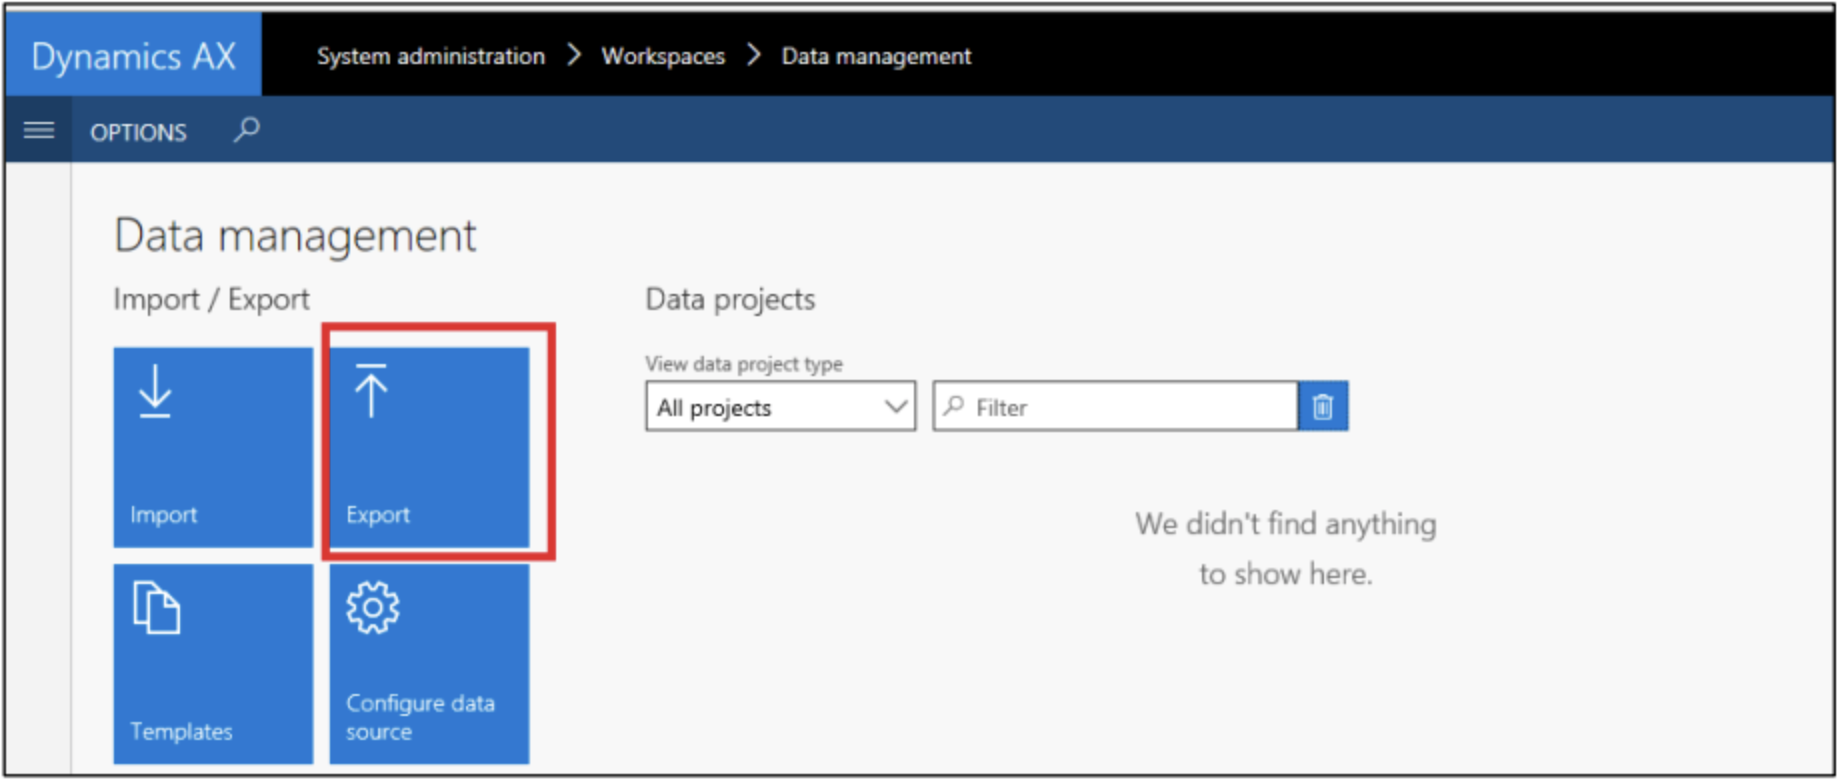 Dynamics AX
System administration > Workspaces > Data management
OPTIONS
Data management
Import / Export
Import
Export
Templates
Configure data
source
Data projects
View data project type
All projects
Filter
We didn't find anything
to show here.